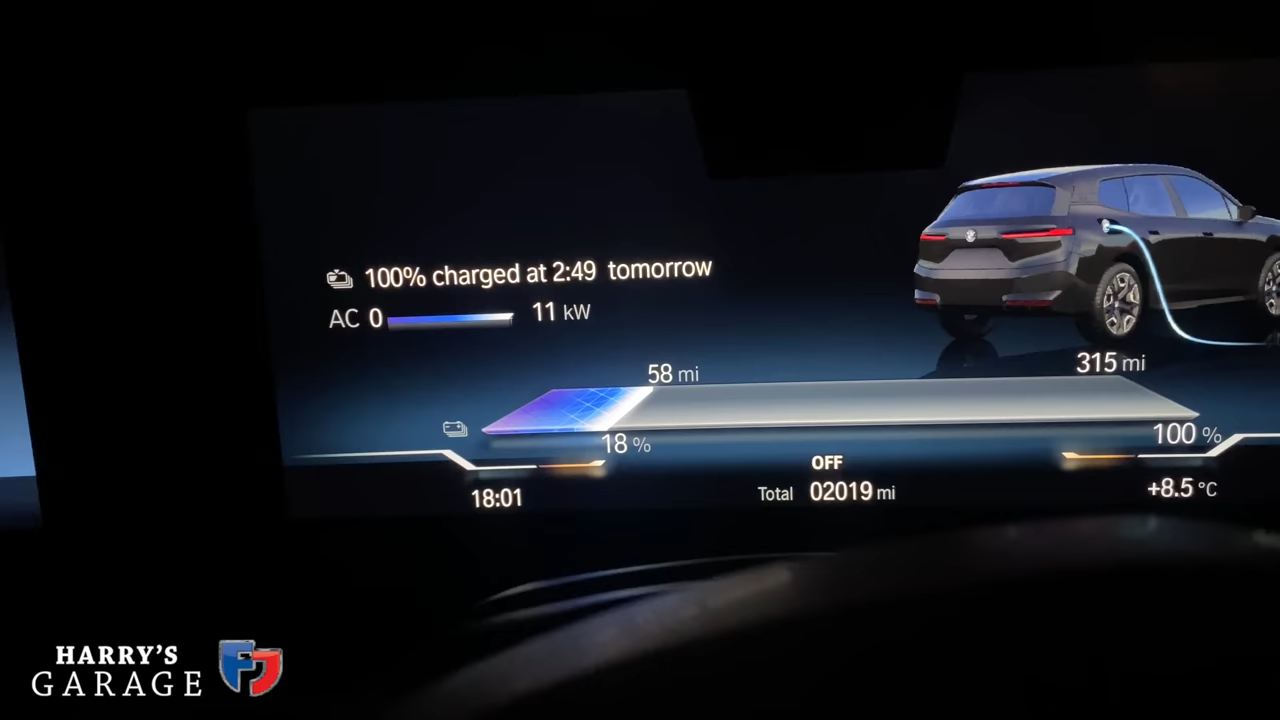 100% charged at 2:49 tomorrow
AC 0 11 kW
58 mi
315 mi
18 %
100 %
OFF
18:01
Total 02019 mi
+8.5 °C
HARRY'S
GARAGE